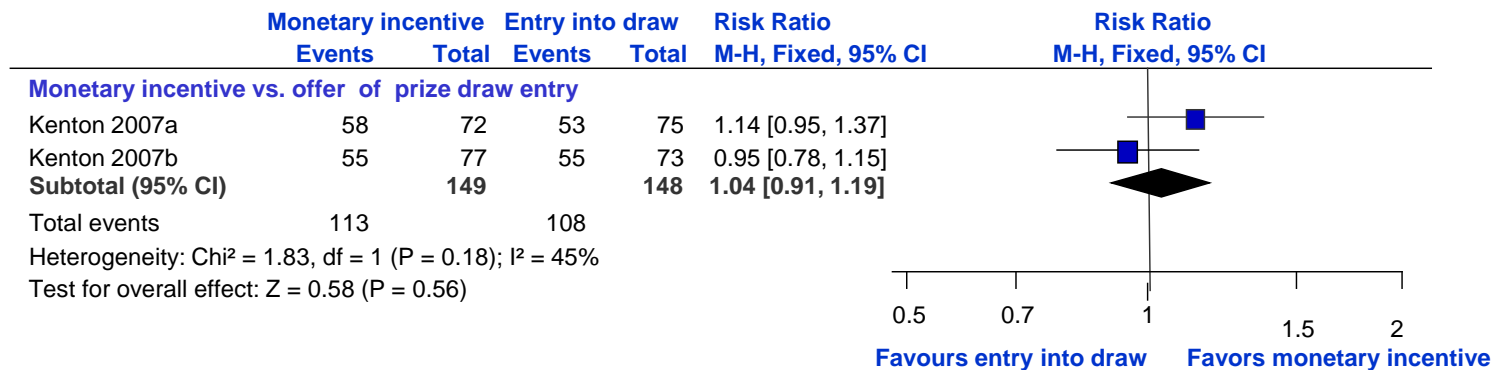 Monetary incentive Entry into draw Risk Ratio Risk Ratio
Events Total Events Total M-H, Fixed, 95% CI M-H, Fixed, 95% CI
Monetary incentive vs. offer of prize draw entry
Kenton 2007a 58 72 53 75 1.14 [0.95, 1.37]
Kenton 2007b 55 77 55 73 0.95 [0.78, 1.15]
Subtotal (95% CI) 149 148 1.04 [0.91, 1.19]
Total events 113 108
Heterogeneity: Chi² = 1.83, df = 1 (P = 0.18); I² = 45%
Test for overall effect: Z = 0.58 (P = 0.56)
0.5 0.7 1 1.5 2
Favours entry into draw Favors monetary incentive